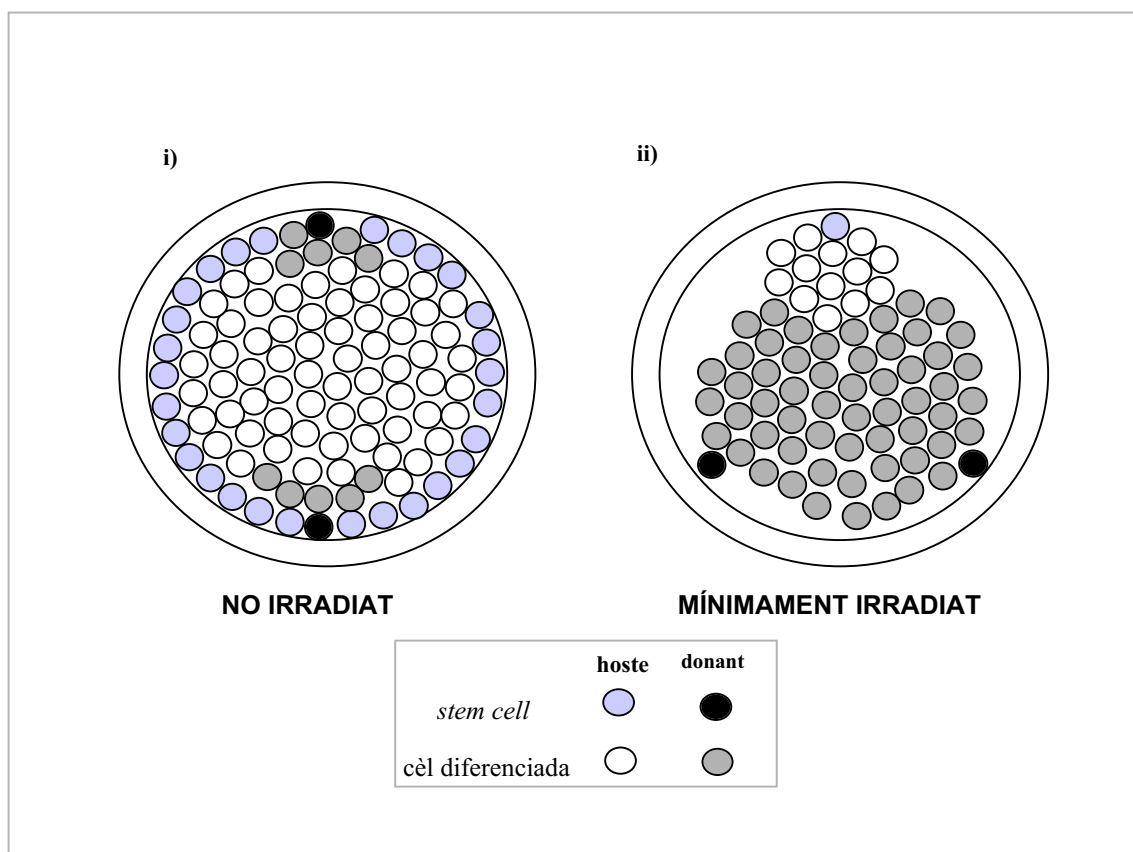 i)
ii)
NO IRRADIAT
MÍNIMAMENT IRRADIAT
hoste
donant
stem cell
cèl diferenciada